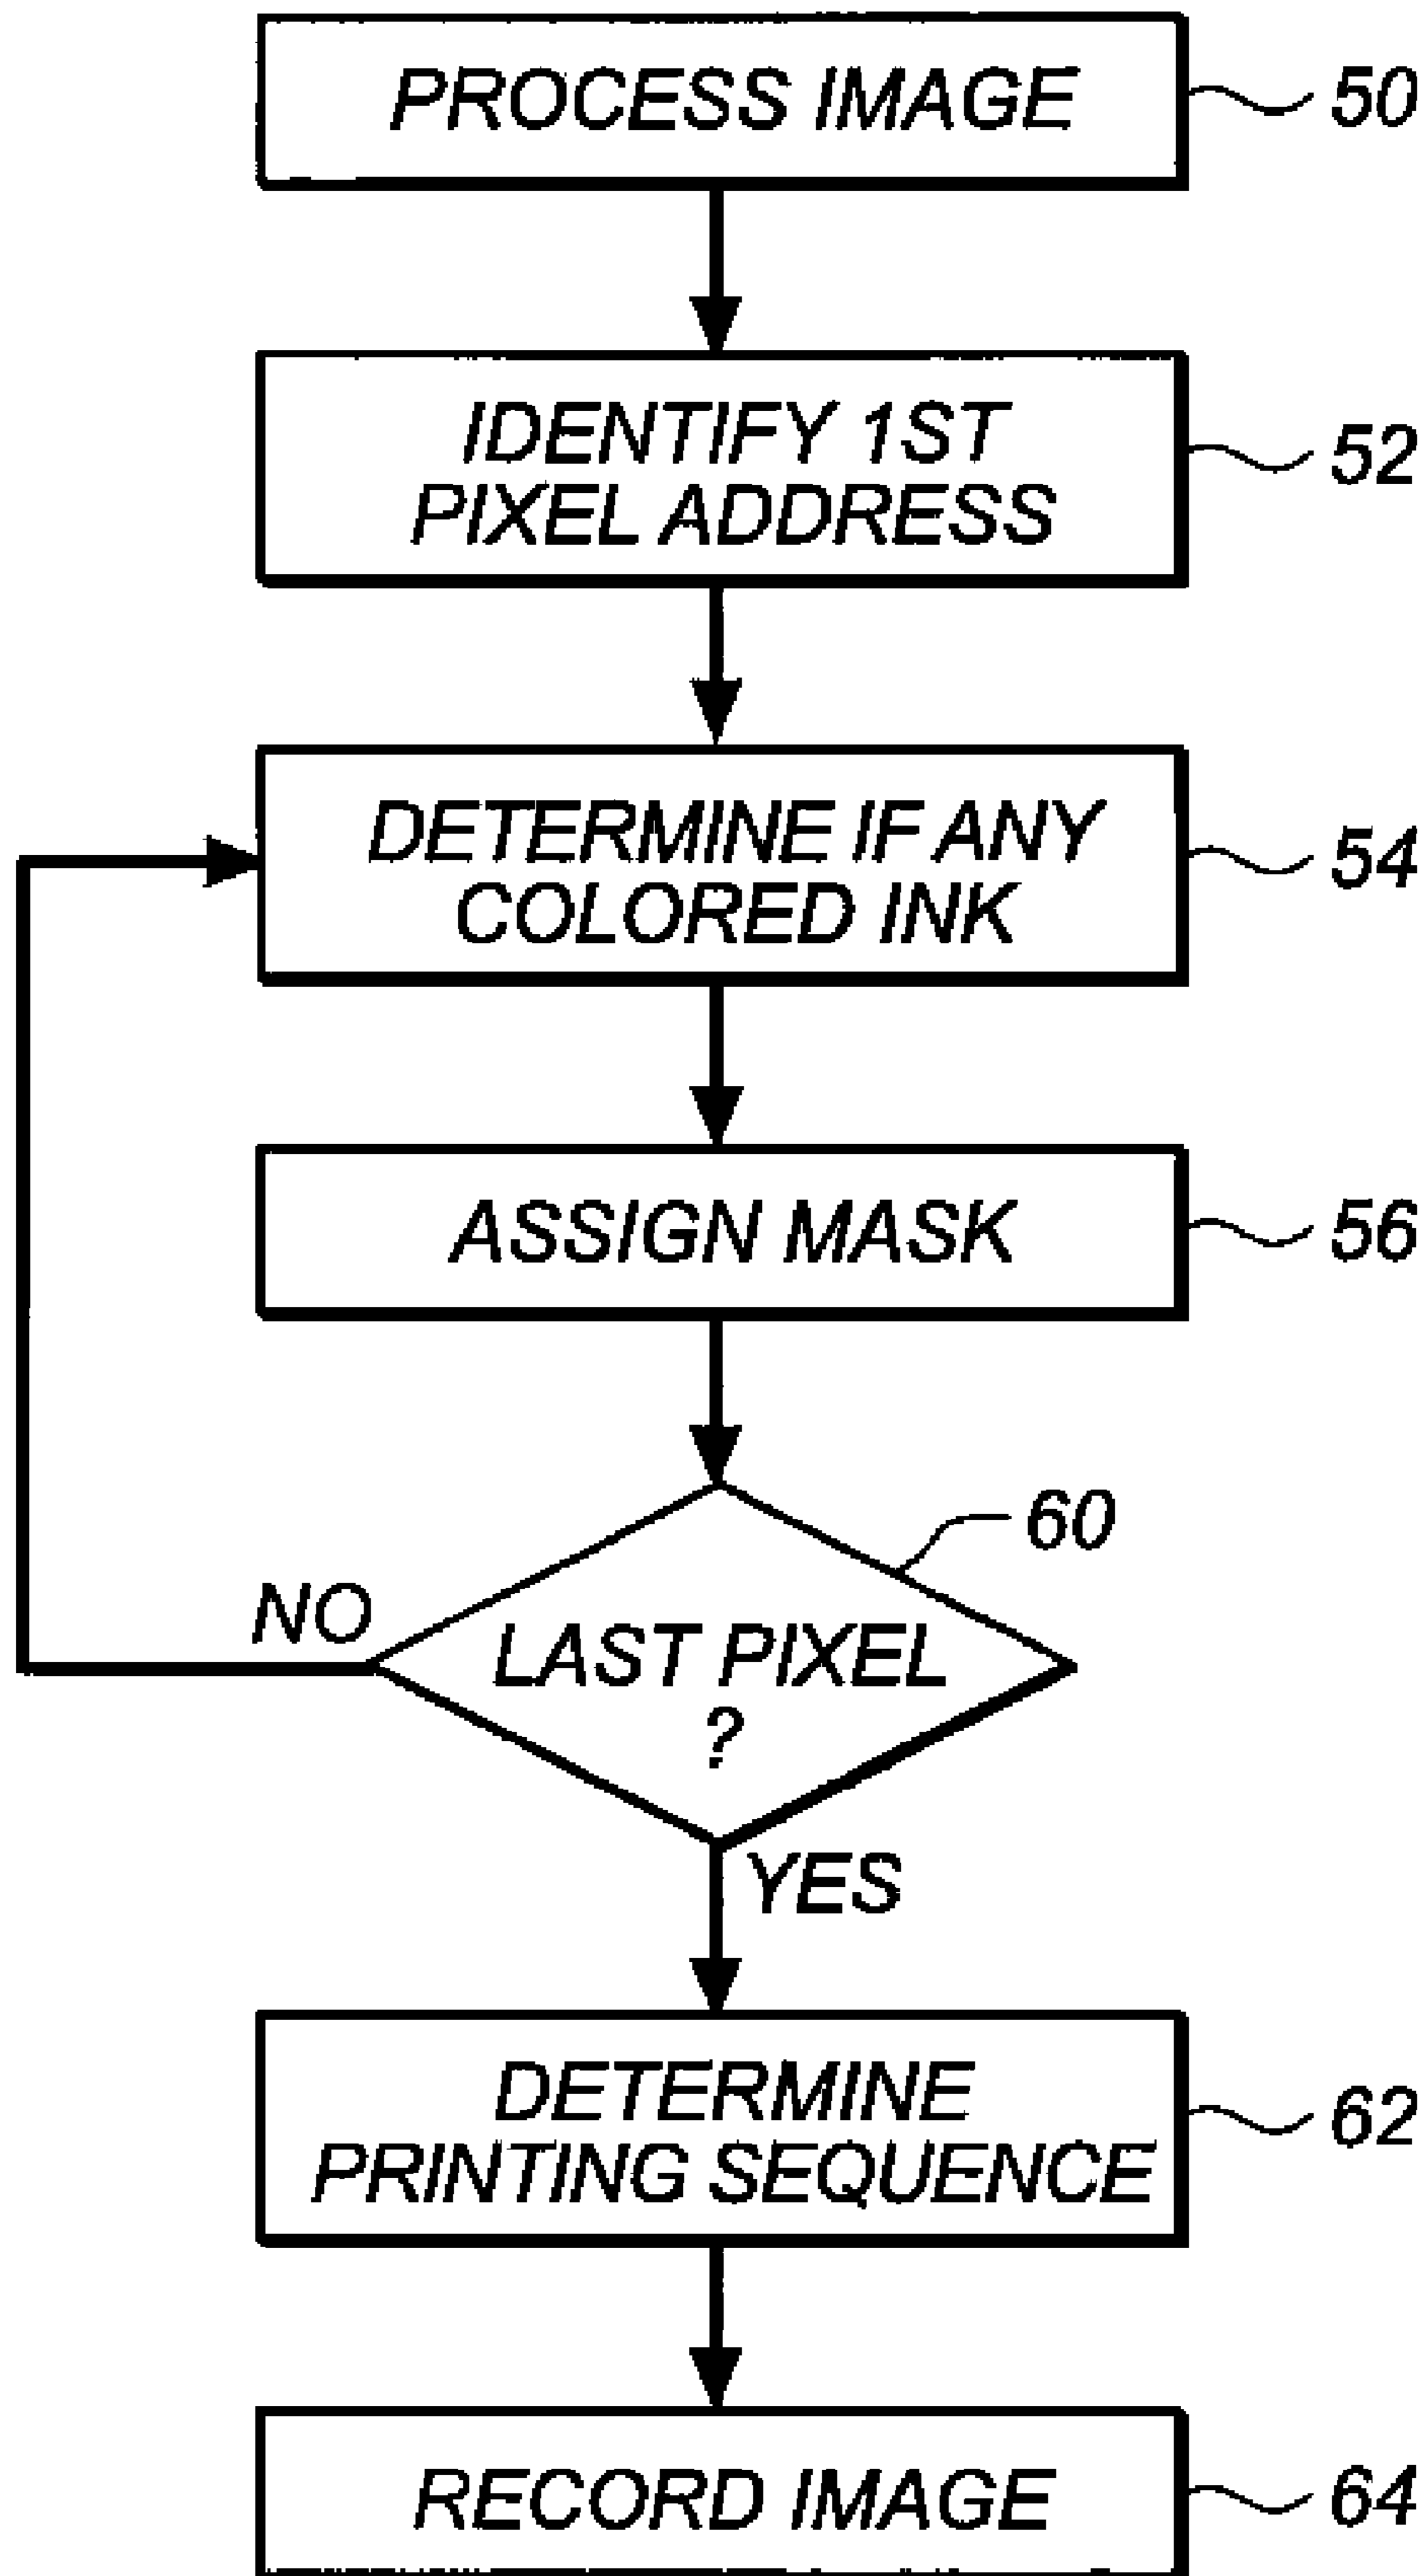 PROCESS IMAGE
50
IDENTIFY 1ST
PIXEL ADDRESS
52
DETERMINE IF ANY
COLORED INK
54
ASSIGN MASK
56
60
NO
LAST PIXEL
?
YES
DETERMINE
PRINTING SEQUENCE
62
RECORD IMAGE
64